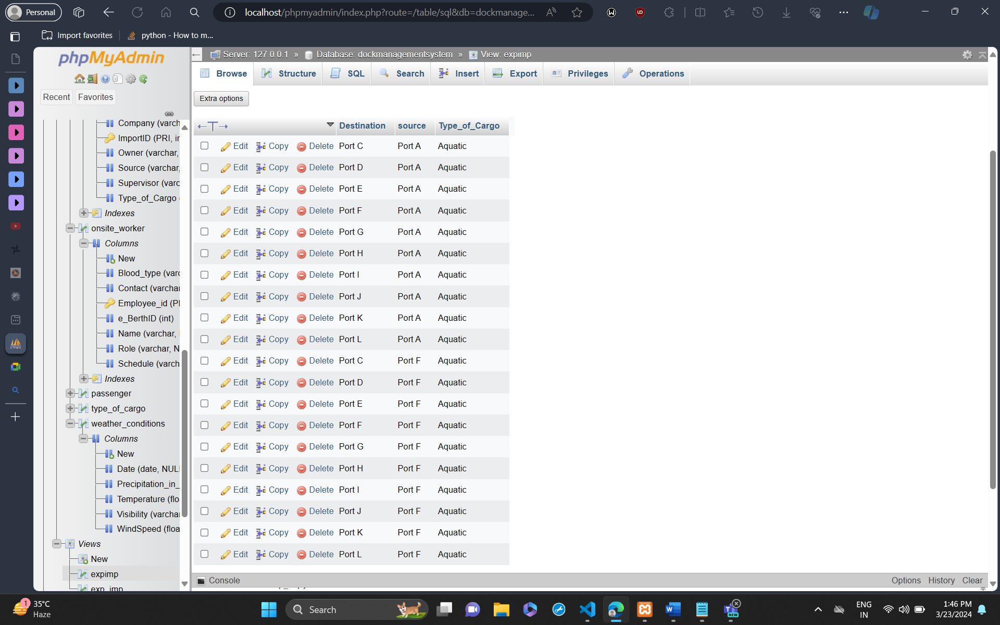 Personal
localhost/phpmyadmin/index.php?route=/table/sql&db=dockmanage...
Import favorites
python - How to m...
phpMyAdmin
Recent
Favorites
Company (varch
ImportID (PRI, in
Owner (varchar,
Source (varchar,
Supervisor (varc
Type_of_Cargo
Indexes
onsite_worker
Columns
New
Blood_type (varc
Contact (varchar
Employee_id (PI
e_BerthID (int)
Name (varchar,
Role (varchar, N
Schedule (varch
Indexes
passenger
type_of_cargo
weather_conditions
Columns
New
Date (date, NUL
Precipitation_in_
Temperature (flo
Visibility (varcha
WindSpeed (floa
Views
New
expimp
exp_imp
Server: 127.0.0.1 » Database: dockmanagementsystem » View: expimp
Browse Structure SQL Search Insert Export Privileges Operations
Extra options
←T→ Destination source Type_of_Cargo
Edit Copy Delete Port C Port A Aquatic
Edit Copy Delete Port D Port A Aquatic
Edit Copy Delete Port E Port A Aquatic
Edit Copy Delete Port F Port A Aquatic
Edit Copy Delete Port G Port A Aquatic
Edit Copy Delete Port H Port A Aquatic
Edit Copy Delete Port I Port A Aquatic
Edit Copy Delete Port J Port A Aquatic
Edit Copy Delete Port K Port A Aquatic
Edit Copy Delete Port L Port A Aquatic
Edit Copy Delete Port C Port F Aquatic
Edit Copy Delete Port D Port F Aquatic
Edit Copy Delete Port E Port F Aquatic
Edit Copy Delete Port F Port F Aquatic
Edit Copy Delete Port G Port F Aquatic
Edit Copy Delete Port H Port F Aquatic
Edit Copy Delete Port I Port F Aquatic
Edit Copy Delete Port J Port F Aquatic
Edit Copy Delete Port K Port F Aquatic
Edit Copy Delete Port L Port F Aquatic
Console
Options History Clear
1
35°C
Haze
Search
NEW
ENG
IN
1:46 PM
3/23/2024